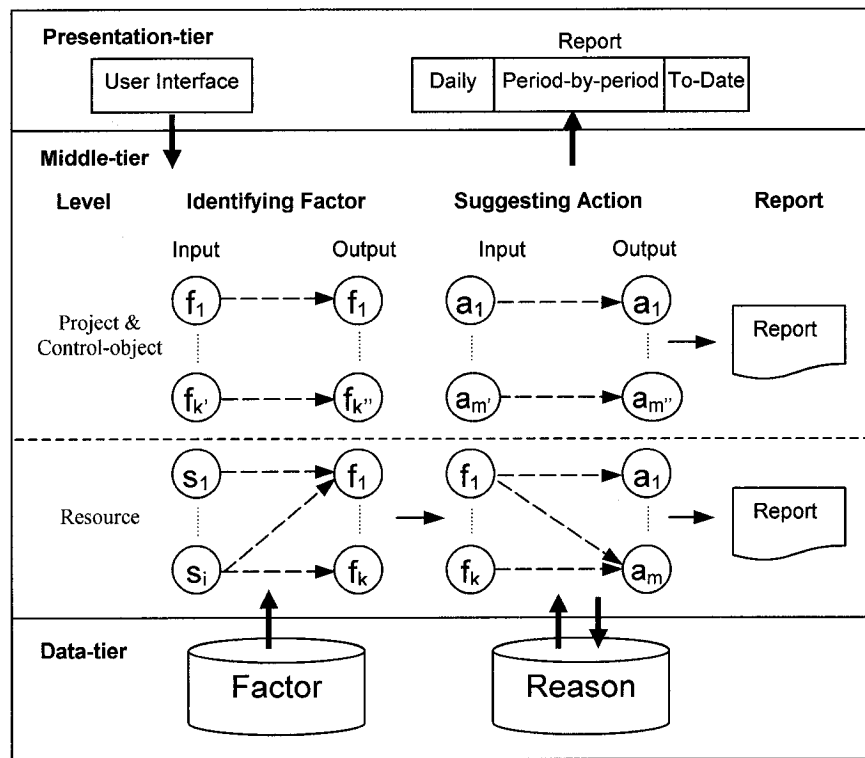 Presentation-tier
Report
User Interface
Daily Period-by-period To-Date
Middle-tier
Level Identifying Factor Suggesting Action Report
Input Output Input Output
f1 f1 a1 a1
Project &
Control-object
Report
fk' fk'' am' am''
s1 f1 f1 a1
Resource
Report
si fk fk am
Data-tier
Factor Reason